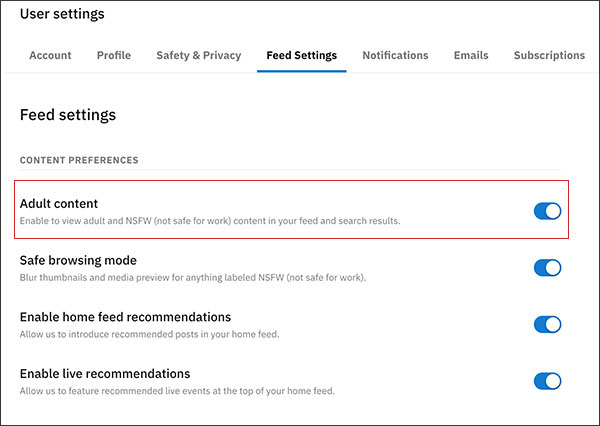 User settings
Account Profile Safety & Privacy Feed Settings Notifications Emails Subscriptions
Feed settings
CONTENT PREFERENCES
Adult content
Enable to view adult and NSFW (not safe for work) content in your feed and search results.
Safe browsing mode
Blur thumbnails and media preview for anything labeled NSFW (not safe for work).
Enable home feed recommendations
Allow us to introduce recommended posts in your home feed.
Enable live recommendations
Allow us to feature recommended live events at the top of your home feed.